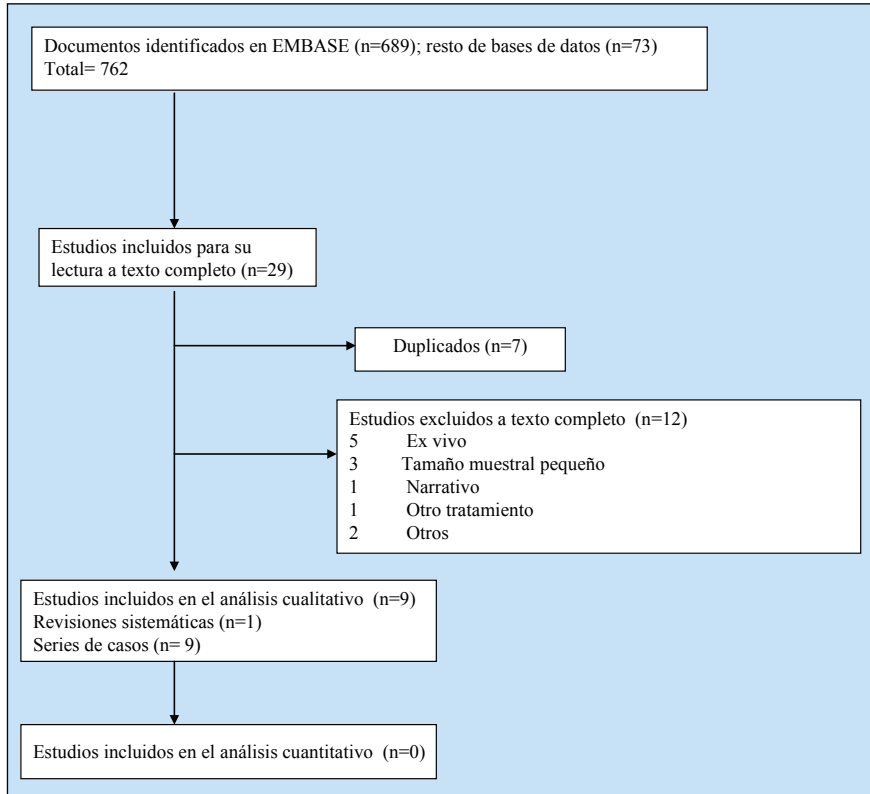 Documentos identificados en EMBASE (n=689); resto de bases de datos (n=73)
Total= 762
Estudios incluidos para su
lectura a texto completo (n=29)
Duplicados (n=7)
Estudios excluidos a texto completo (n=12)
5 Ex vivo
3 Tamaño muestral pequeño
1 Narrativo
1 Otro tratamiento
2 Otros
Estudios incluidos en el análisis cualitativo (n=9)
Revisiones sistemáticas (n=1)
Series de casos (n= 9)
Estudios incluidos en el análisis cuantitativo (n=0)